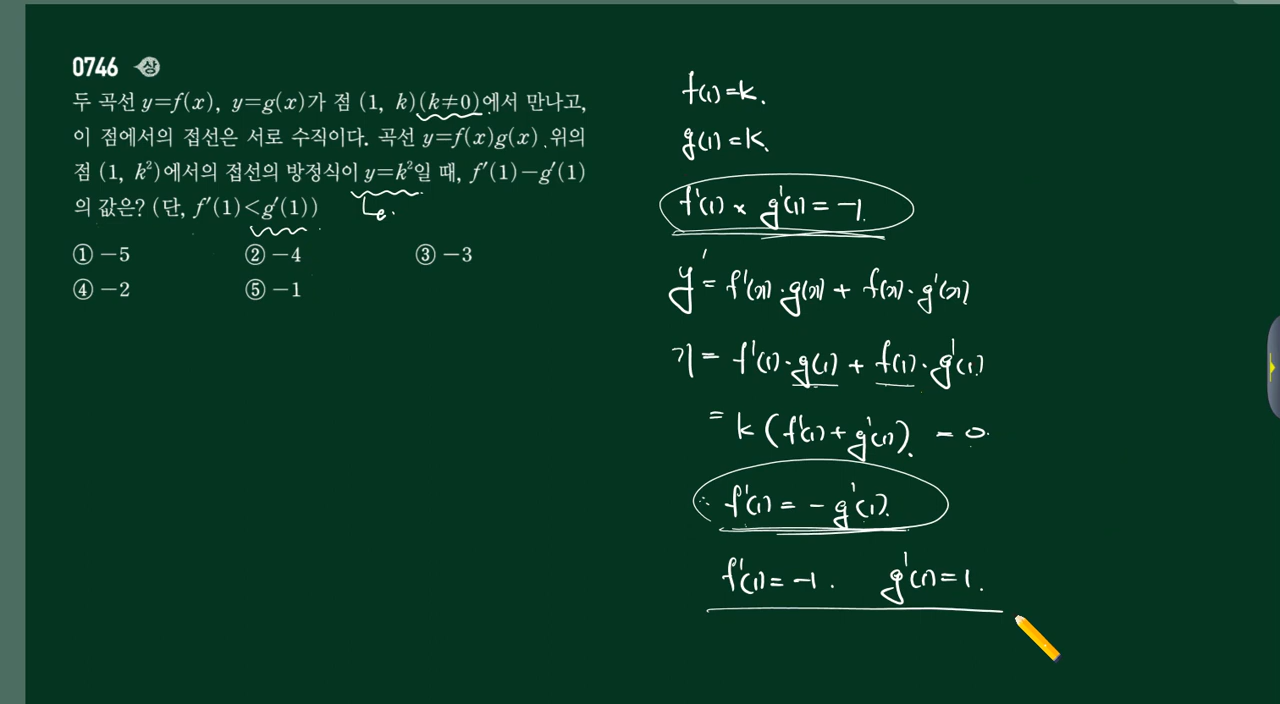 0746 상
두 곡선 y=f(x), y=g(x)가 점 (1, k)(k≠0)에서 만나고,
이 점에서의 접선은 서로 수직이다. 곡선 y=f(x)g(x) 위의
점 (1, k²)에서의 접선의 방정식이 y=k²일 때, f′(1)−g′(1)
의 값은? (단, f′(1)<g′(1))
① −5 ② −4 ③ −3
④ −2 ⑤ −1
f(1)=k.
g(1)=k.
f'(1) × g'(1) = -1.
y' = f'(x)·g(x) + f(x)·g'(x)
기 = f'(1)·g(1) + f(1)·g'(1)
= k(f'(1)+g'(1)). = 0.
∴ f'(1) = -g'(1).
f'(1) = -1. g'(1) = 1.